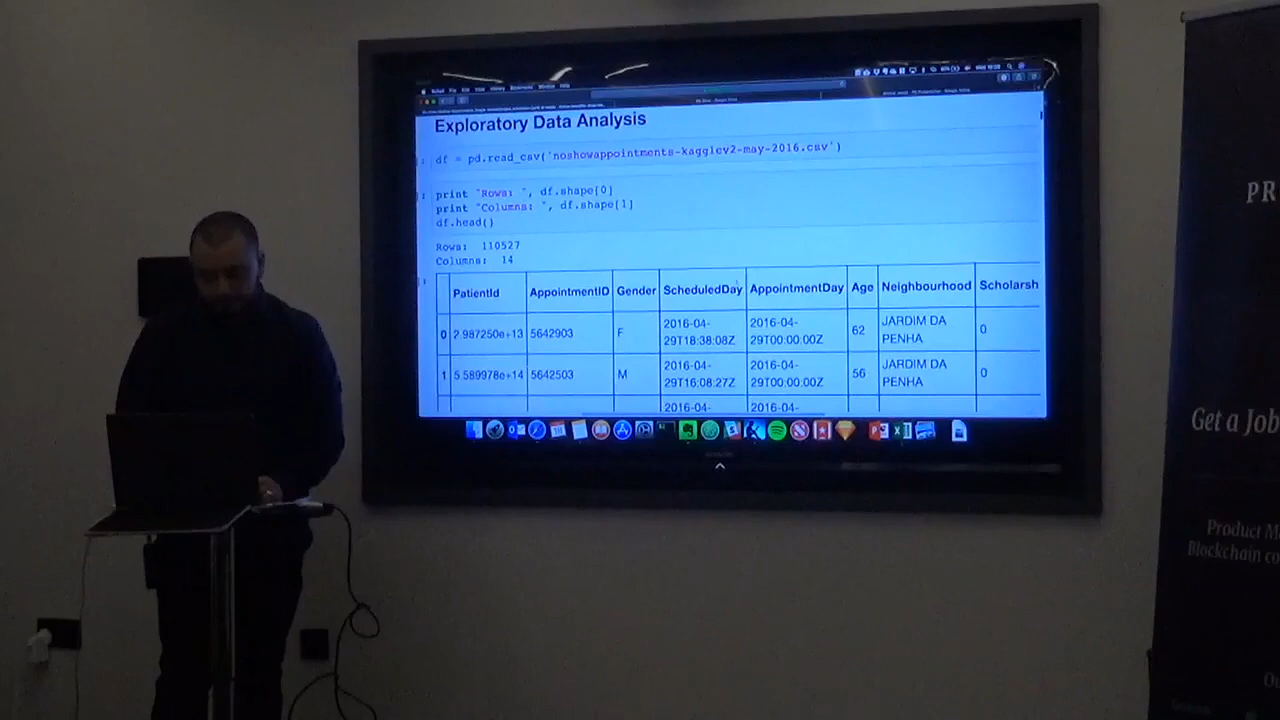 Exploratory Data Analysis
df = pd.read_csv('noshowappointments-kagglev2-may-2016.csv')
print "Rows: ", df.shape[0]
print "Columns: ", df.shape[1]
df.head()
Rows: 110527
Columns: 14
PatientId AppointmentID Gender ScheduledDay AppointmentDay Age Neighbourhood Scholarsh
0 2.987250e+13 5642903 F 2016-04-29T18:38:08Z 2016-04-29T00:00:00Z 62 JARDIM DA PENHA 0
1 5.589978e+14 5642503 M 2016-04-29T16:08:27Z 2016-04-29T00:00:00Z 56 JARDIM DA PENHA 0
2016-04- 2016-04-
PR
Get a Job
Product M
Blockchain co